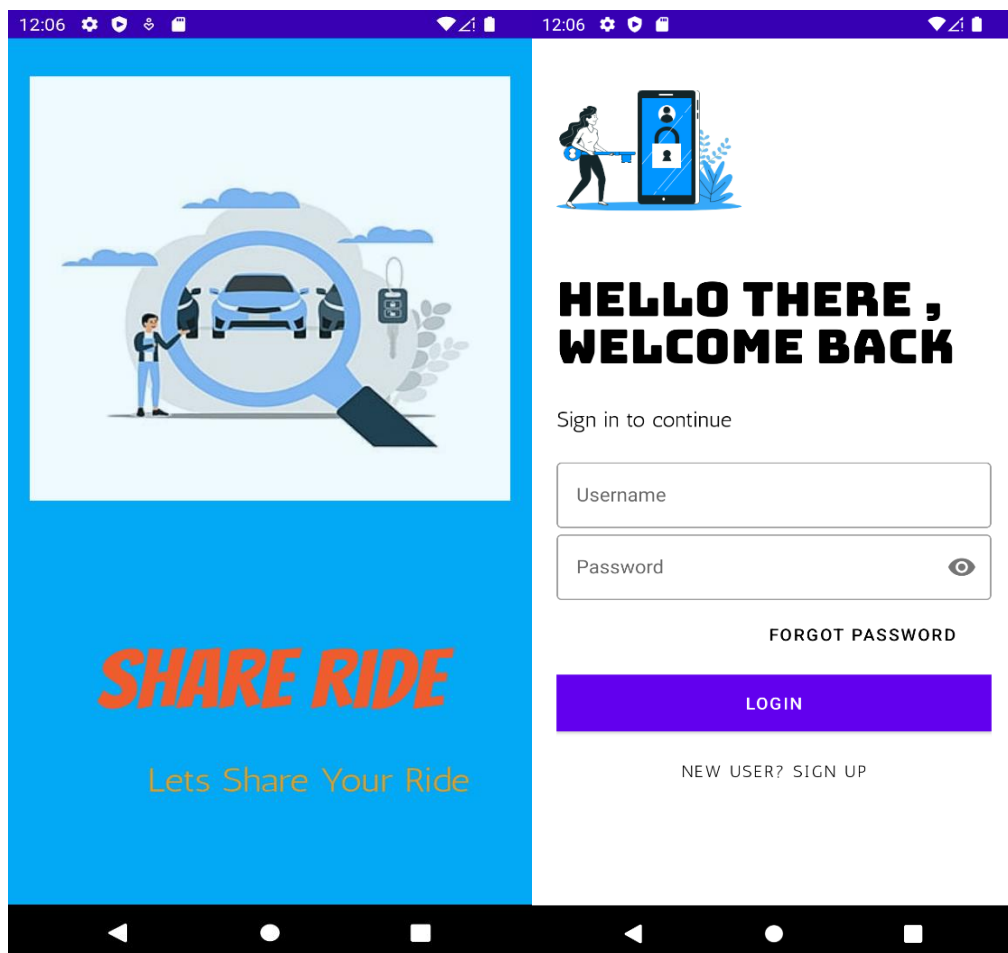 12:06
SHARE RIDE
Lets Share Your Ride
12:06
HELLO THERE ,
WELCOME BACK
Sign in to continue
Username
Password
FORGOT PASSWORD
LOGIN
NEW USER? SIGN UP